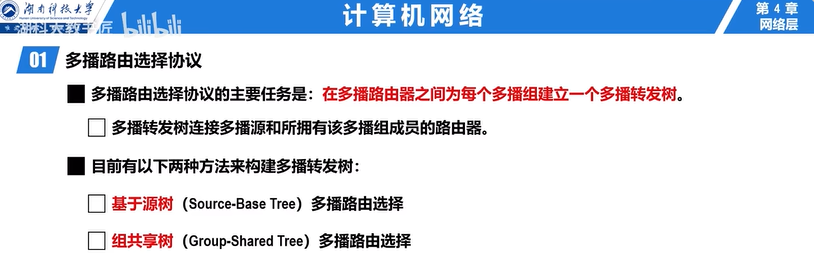 湖南科技大学
计算机网络
第 4 章
网络层
湖科大教书匠 bilibili
01 多播路由选择协议
多播路由选择协议的主要任务是：在多播路由器之间为每个多播组建立一个多播转发树。
多播转发树连接多播源和所拥有该多播组成员的路由器。
目前有以下两种方法来构建多播转发树：
基于源树（Source-Base Tree）多播路由选择
组共享树（Group-Shared Tree）多播路由选择